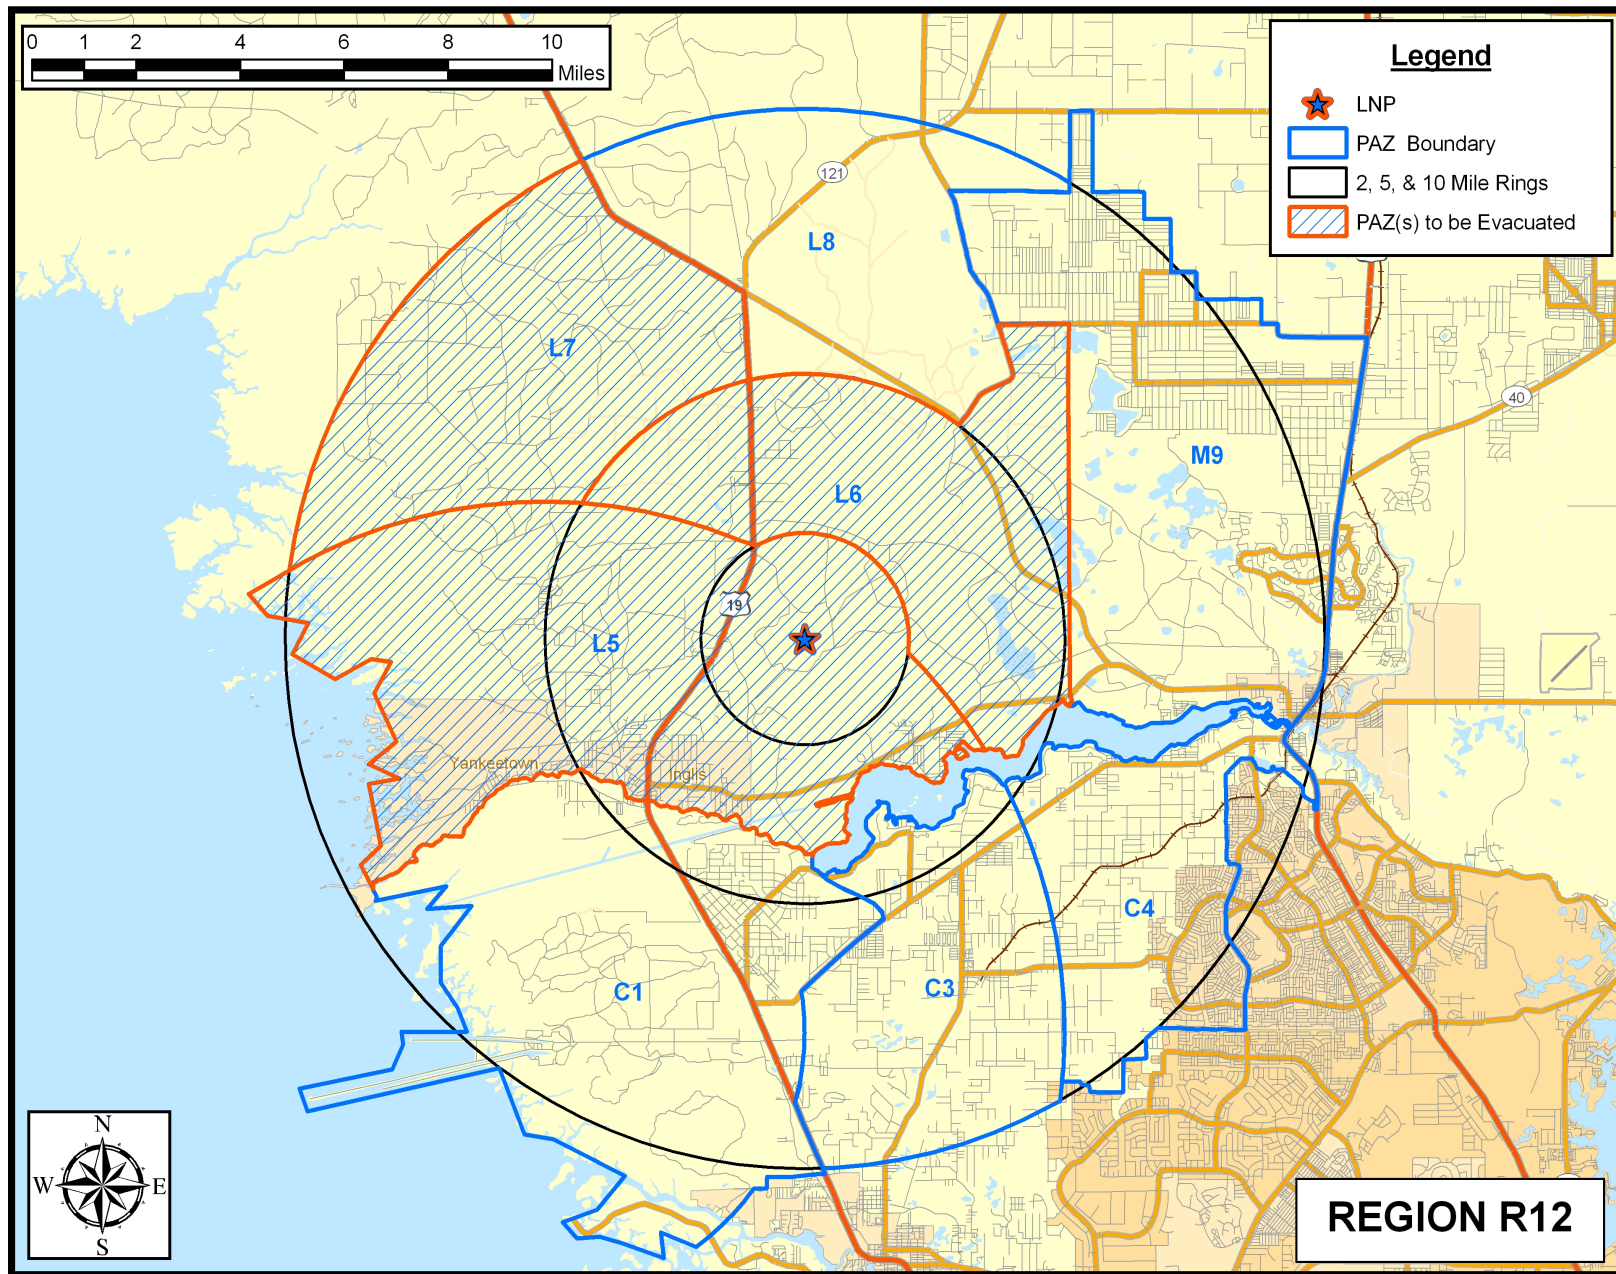 0 1 2 4 6 8 10
Miles
Legend
LNP
PAZ Boundary
2, 5, & 10 Mile Rings
PAZ(s) to be Evacuated
121
L8
L7
40
M9
L6
19
L5
Yankeetown
Inglis
C4
C3
C1
N
W E
S
REGION R12